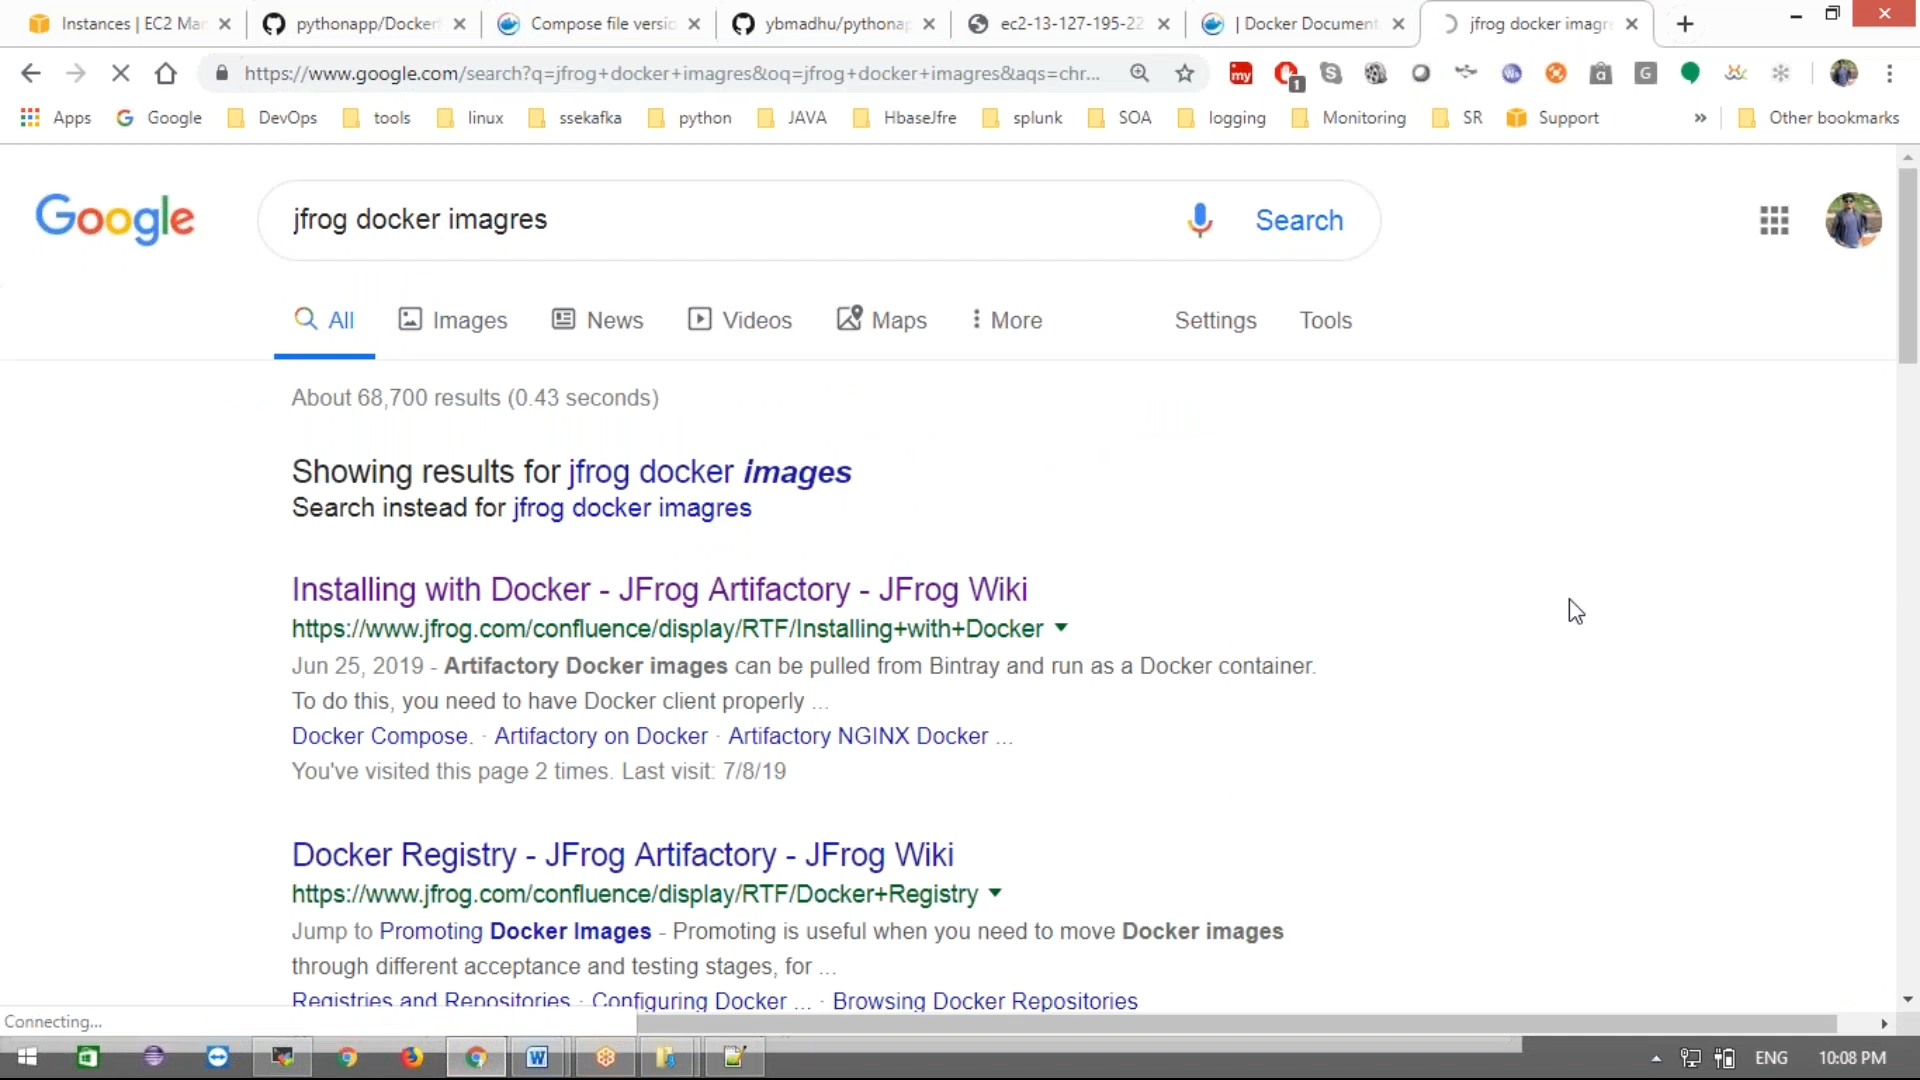 Instances | EC2 Ma
pythonapp/Docker
Compose file versio
ybmadhu/pythonap
ec2-13-127-195-22
| Docker Document
jfrog docker imagr
https://www.google.com/search?q=jfrog+docker+imagres&oq=jfrog+docker+imagres&aqs=chr...
my
1
a
G
Apps
Google
DevOps
tools
linux
ssekafka
python
JAVA
HbaseJfre
splunk
SOA
logging
Monitoring
SR
Support
»
Other bookmarks
Google
jfrog docker imagres
Search
All
Images
News
Videos
Maps
More
Settings
Tools
About 68,700 results (0.43 seconds)
Showing results for jfrog docker images
Search instead for jfrog docker imagres
Installing with Docker - JFrog Artifactory - JFrog Wiki
https://www.jfrog.com/confluence/display/RTF/Installing+with+Docker
Jun 25, 2019 - Artifactory Docker images can be pulled from Bintray and run as a Docker container.
To do this, you need to have Docker client properly ...
Docker Compose. · Artifactory on Docker · Artifactory NGINX Docker ...
You've visited this page 2 times. Last visit: 7/8/19
Docker Registry - JFrog Artifactory - JFrog Wiki
https://www.jfrog.com/confluence/display/RTF/Docker+Registry
Jump to Promoting Docker Images - Promoting is useful when you need to move Docker images
through different acceptance and testing stages, for ...
Registries and Repositories · Configuring Docker ... · Browsing Docker Repositories
Connecting...
ENG
10:08 PM